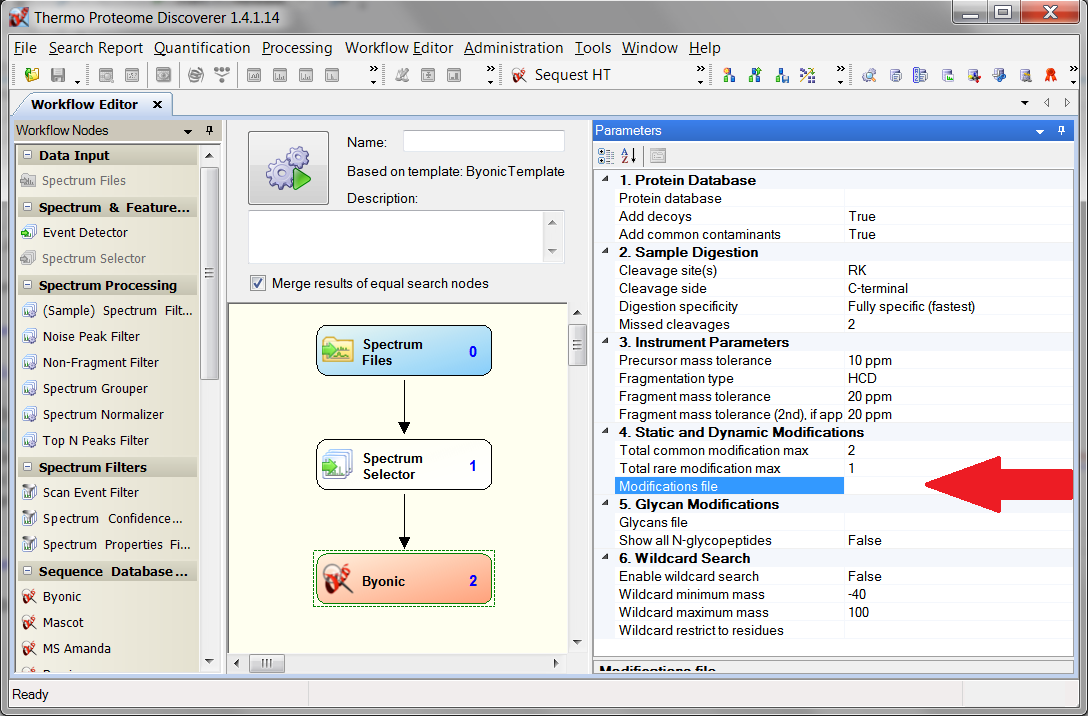 Thermo Proteome Discoverer 1.4.1.14
File Search Report Quantification Processing Workflow Editor Administration Tools Window Help
Sequest HT
Workflow Editor
Workflow Nodes
Data Input
Spectrum Files
Spectrum & Feature...
Event Detector
Spectrum Selector
Spectrum Processing
(Sample) Spectrum Filt...
Noise Peak Filter
Non-Fragment Filter
Spectrum Grouper
Spectrum Normalizer
Top N Peaks Filter
Spectrum Filters
Scan Event Filter
Spectrum Confidence...
Spectrum Properties Fi...
Sequence Database...
Byonic
Mascot
MS Amanda
Name:
Based on template: ByonicTemplate
Description:
Merge results of equal search nodes
Spectrum
Files 0
Spectrum
Selector 1
Byonic 2
Parameters
1. Protein Database
Protein database
Add decoys True
Add common contaminants True
2. Sample Digestion
Cleavage site(s) RK
Cleavage side C-terminal
Digestion specificity Fully specific (fastest)
Missed cleavages 2
3. Instrument Parameters
Precursor mass tolerance 10 ppm
Fragmentation type HCD
Fragment mass tolerance 20 ppm
Fragment mass tolerance (2nd), if app 20 ppm
4. Static and Dynamic Modifications
Total common modification max 2
Total rare modification max 1
Modifications file
5. Glycan Modifications
Glycans file
Show all N-glycopeptides False
6. Wildcard Search
Enable wildcard search False
Wildcard minimum mass -40
Wildcard maximum mass 100
Wildcard restrict to residues
Modifications file
Ready